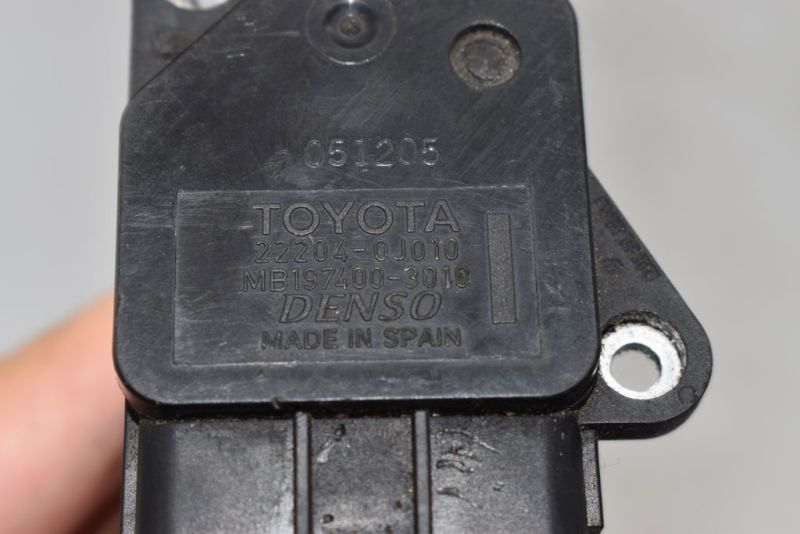 051205
TOYOTA
22204-0J010
MB197400-3010
DENSO
MADE IN SPAIN